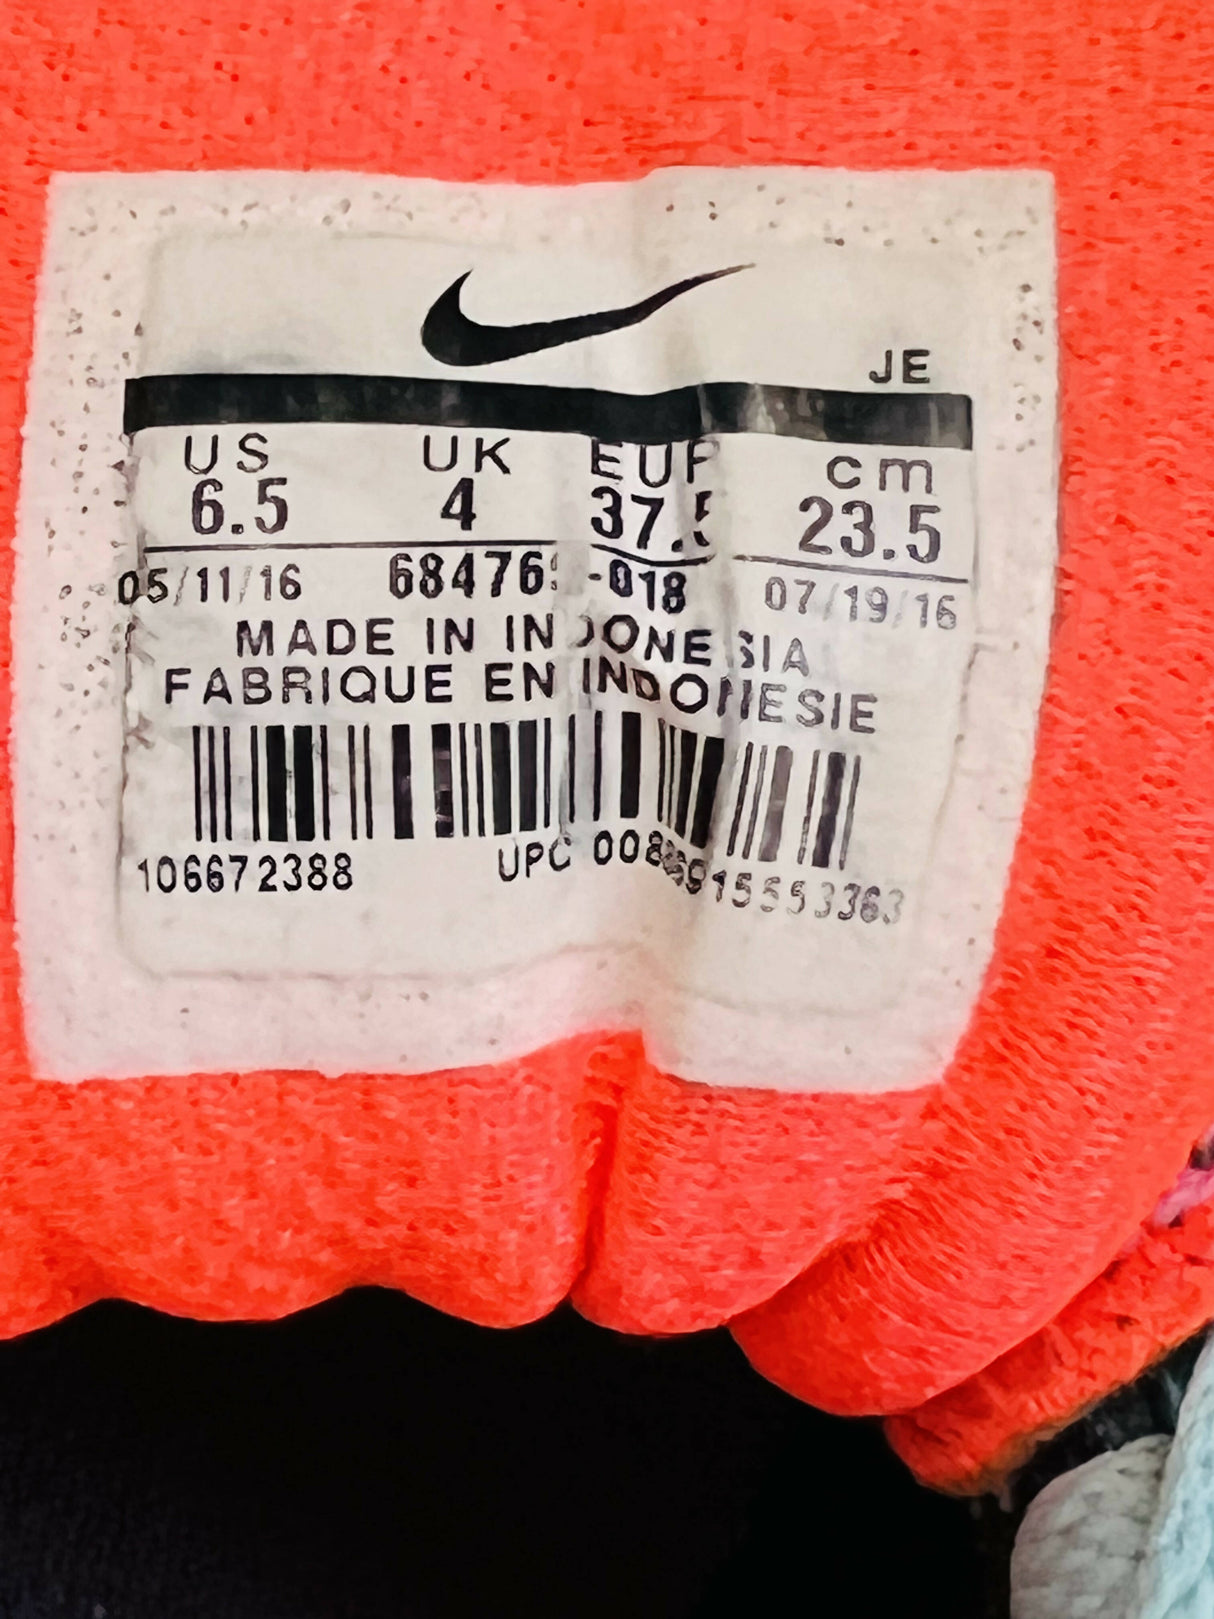 JE
US UK EUR cm
6.5 4 37.5 23.5
05/11/16 -018 07/19/16
MADE IN INDONESIA
FABRIQUE EN INDONESIE
106672388 UPC